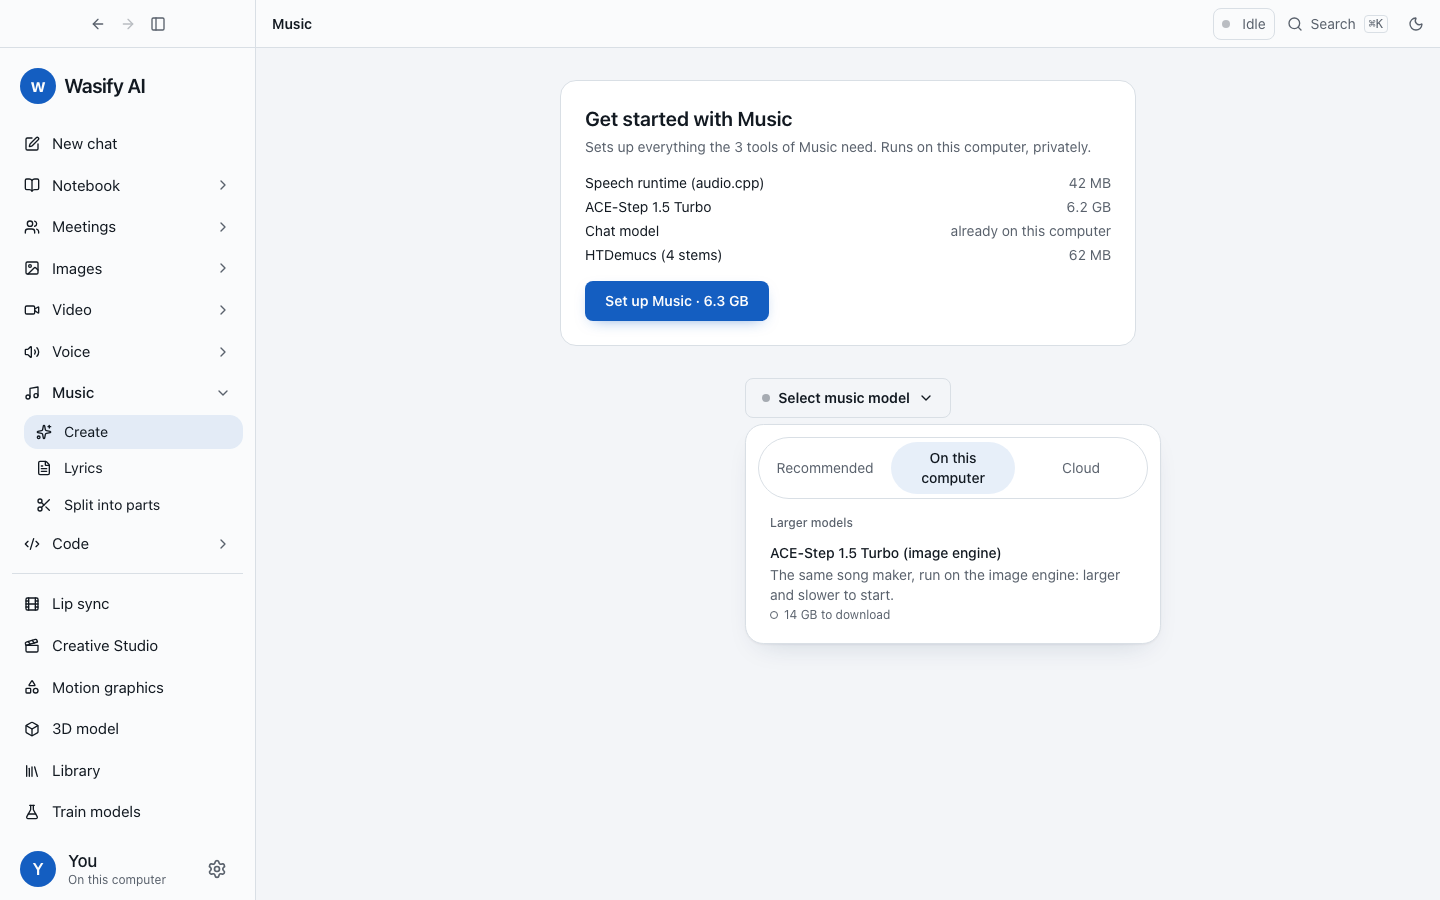 Music
Idle
Search
⌘K
W
Wasify AI
New chat
Notebook
Meetings
Images
Video
Voice
Music
Create
Lyrics
Split into parts
Code
Lip sync
Creative Studio
Motion graphics
3D model
Library
Train models
Y
You
On this computer
Get started with Music
Sets up everything the 3 tools of Music need. Runs on this computer, privately.
Speech runtime (audio.cpp) 42 MB
ACE-Step 1.5 Turbo 6.2 GB
Chat model already on this computer
HTDemucs (4 stems) 62 MB
Set up Music · 6.3 GB
Select music model
Recommended
On this
computer
Cloud
Larger models
ACE-Step 1.5 Turbo (image engine)
The same song maker, run on the image engine: larger
and slower to start.
14 GB to download